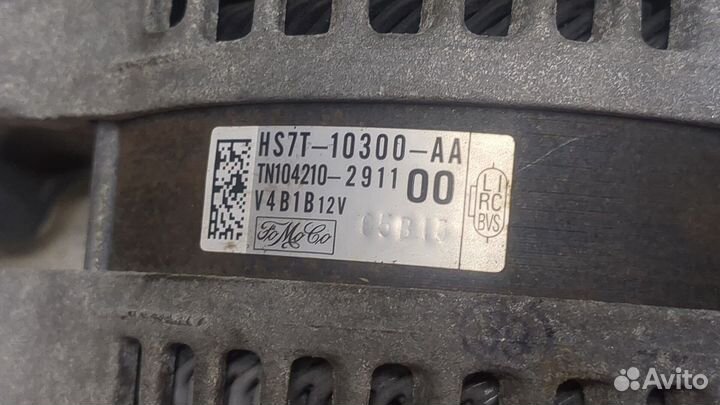 HS7T-10300-AA
TN104210-2911 00
V4B1B 12V
FoMoCo
LI
RC
BVS
Avito